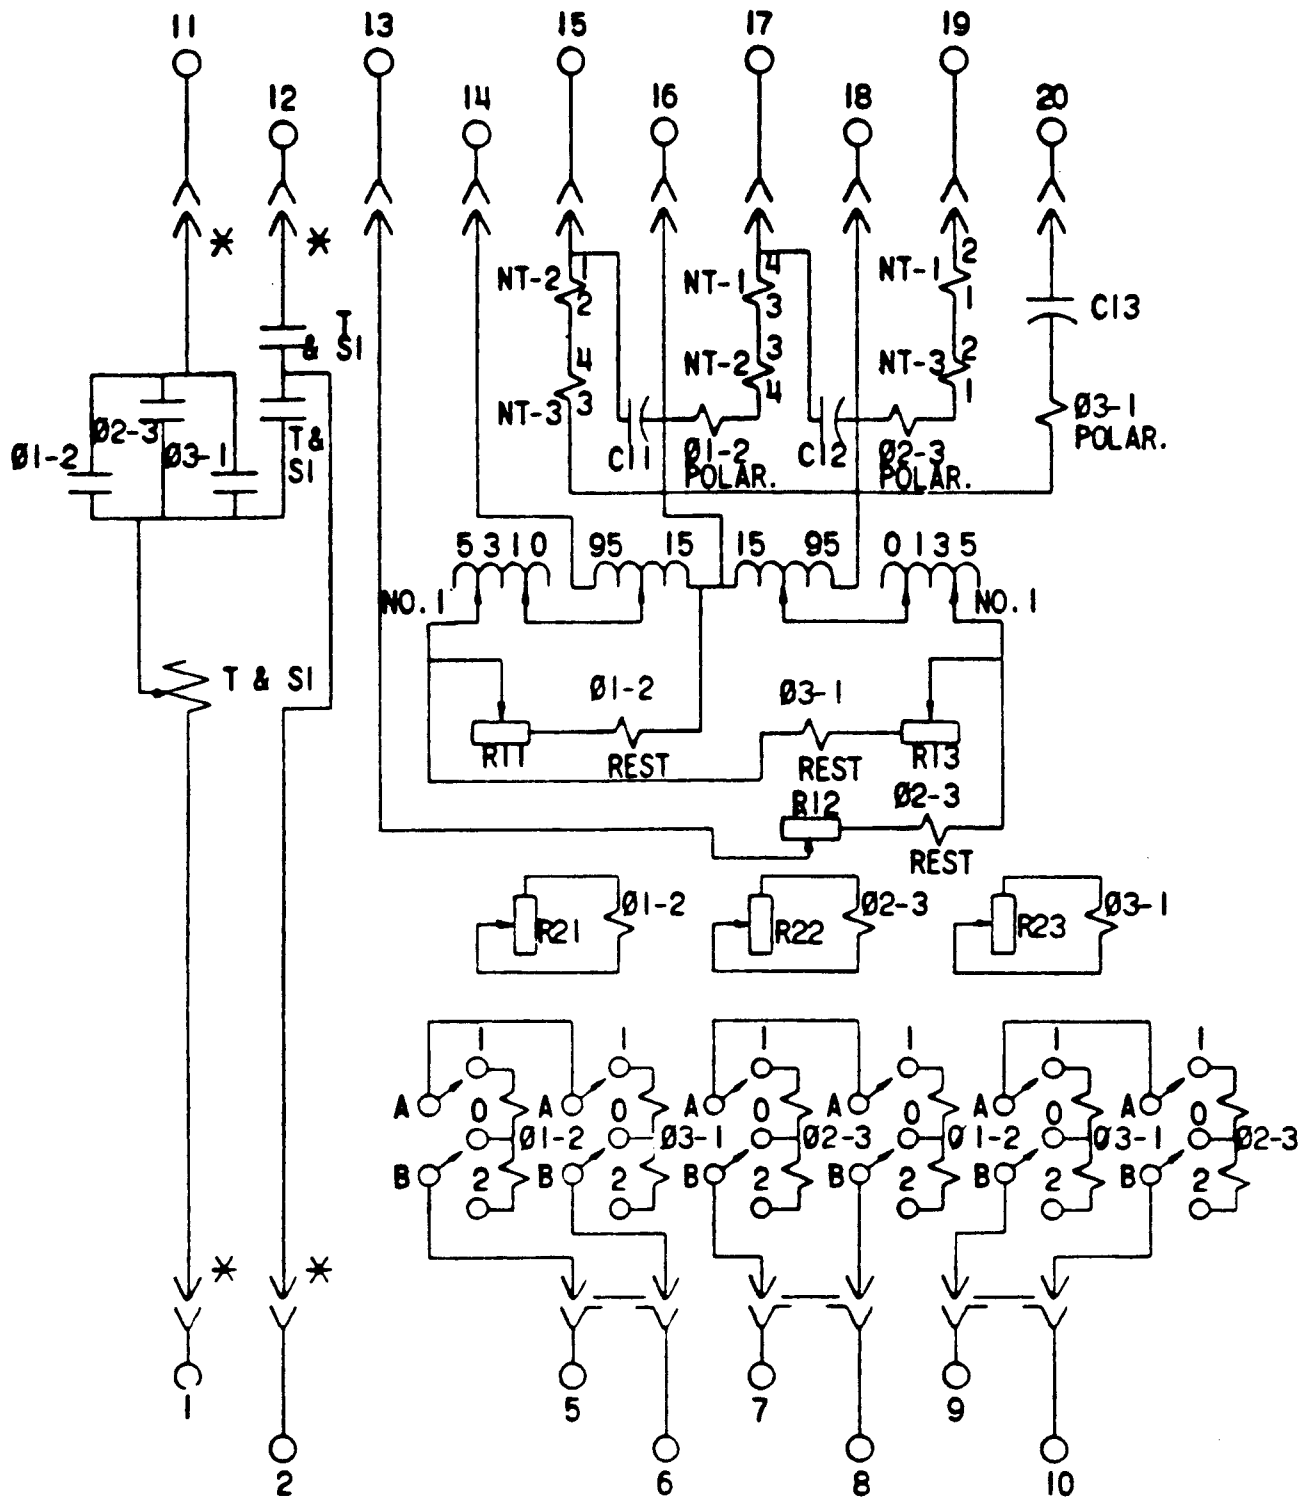 11 13 15 17 19
12 14 16 18 20
* *
NT-2 1 2
NT-1 4 3
NT-1 2 1
C13
T & SI
4 3 NT-3
NT-2 3 4
NT-3 2 1
Ø1-2 Ø2-3 Ø3-1
T & SI
C11 Ø1-2 POLAR.
C12 Ø2-3 POLAR.
Ø3-1 POLAR.
5 3 1 0 95 15 15 95 0 1 3 5
NO. 1 NO. 1
T & SI
Ø1-2 Ø3-1
R11 REST REST R13
R12 Ø2-3
REST
R21 Ø1-2 R22 Ø2-3 R23 Ø3-1
1 1 1 1 1 1
A 0 A 0 A 0 A 0 A 0 A 0
Ø1-2 Ø3-1 Ø2-3 Ø1-2 Ø3-1 Ø2-3
B 2 B 2 B 2 B 2 B 2 B 2
* *
1 5 7 9
2 6 8 10